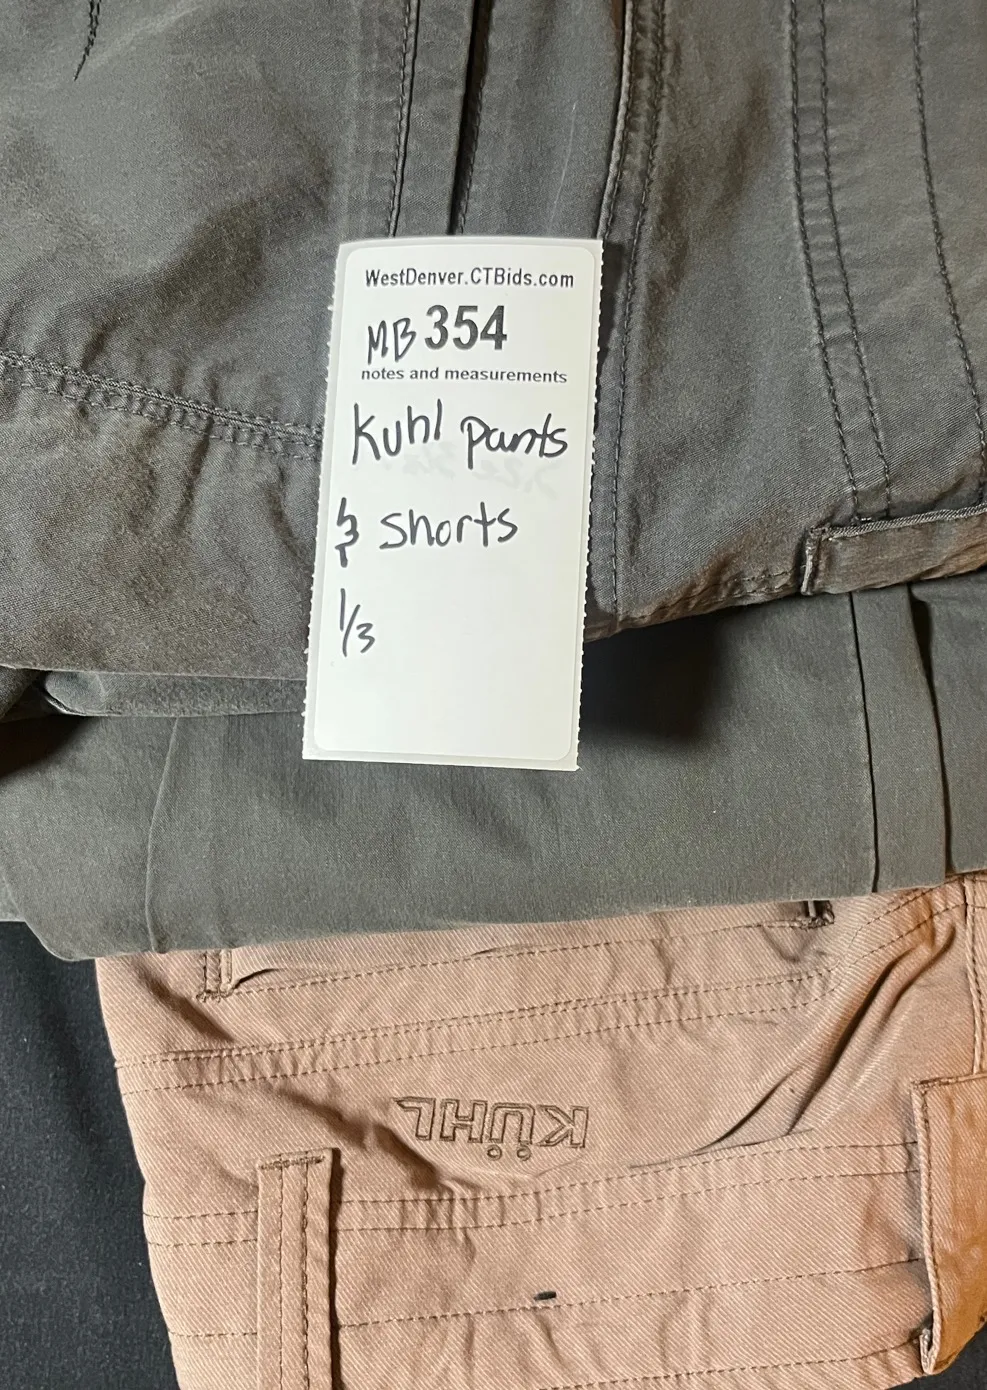 WestDenver.CTBids.com
MB 354
notes and measurements
Kuhl pants
& shorts
1/3
KÜHL